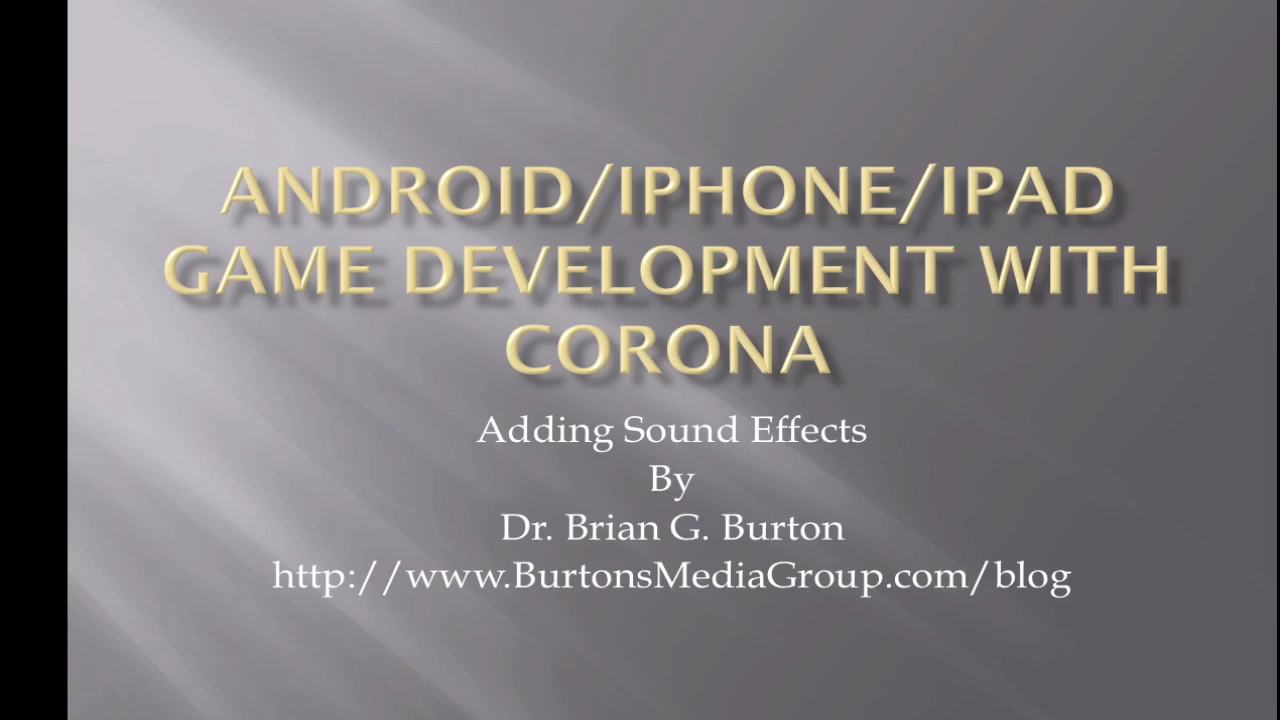 ANDROID/IPHONE/IPAD
GAME DEVELOPMENT WITH
CORONA
Adding Sound Effects
By
Dr. Brian G. Burton
http://www.BurtonsMediaGroup.com/blog